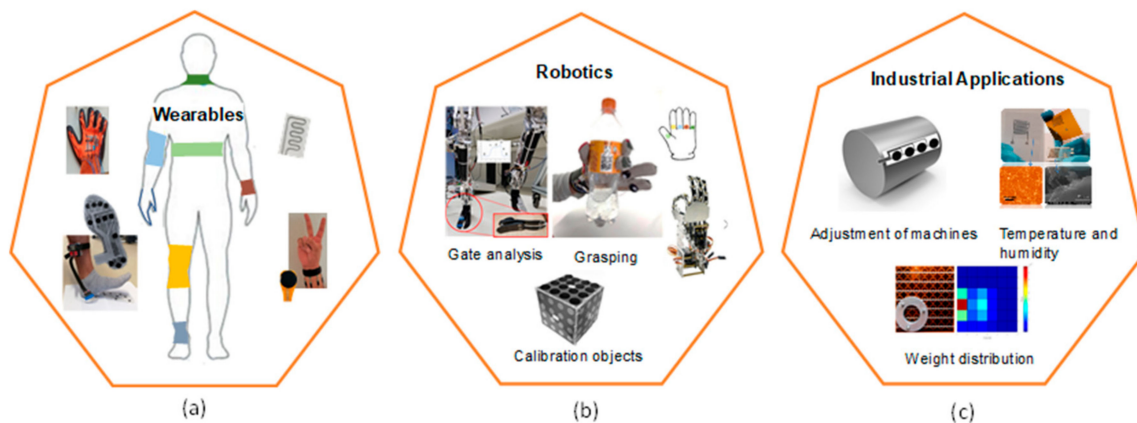 Wearables
(a)
Robotics
Gate analysis
Grasping
Calibration objects
(b)
Industrial Applications
Adjustment of machines
Temperature and
humidity
Weight distribution
(c)